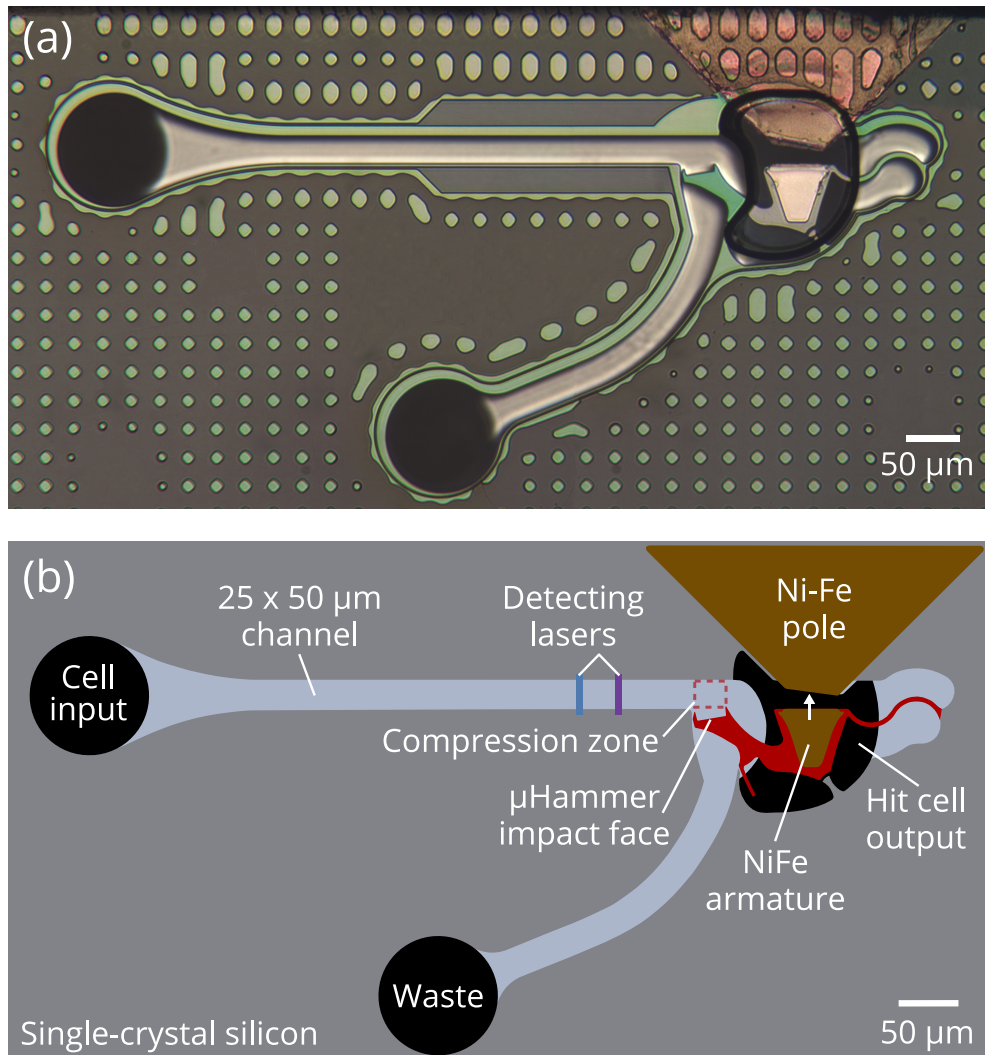 (a)
50 μm
(b)
25 x 50 μm
channel
Detecting
lasers
Ni-Fe
pole
Cell
input
Compression zone
μHammer
impact face
Hit cell
output
NiFe
armature
Waste
Single-crystal silicon
50 μm